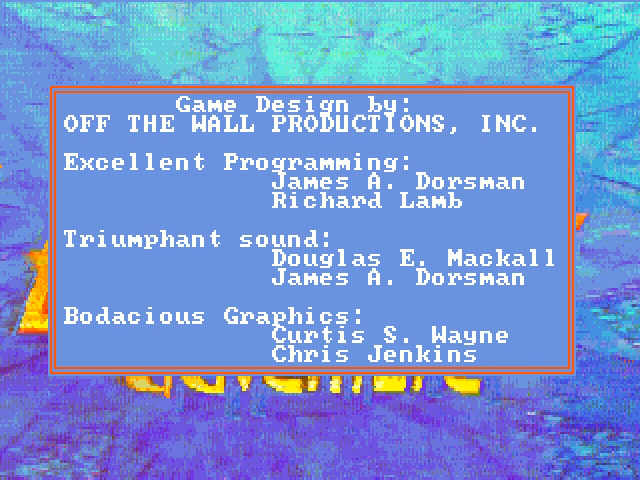 Game Design by:
OFF THE WALL PRODUCTIONS, INC.
Excellent Programming:
James A. Dorsman
Richard Lamb
Triumphant sound:
Douglas E. Mackall
James A. Dorsman
Bodacious Graphics:
Curtis S. Wayne
Chris Jenkins